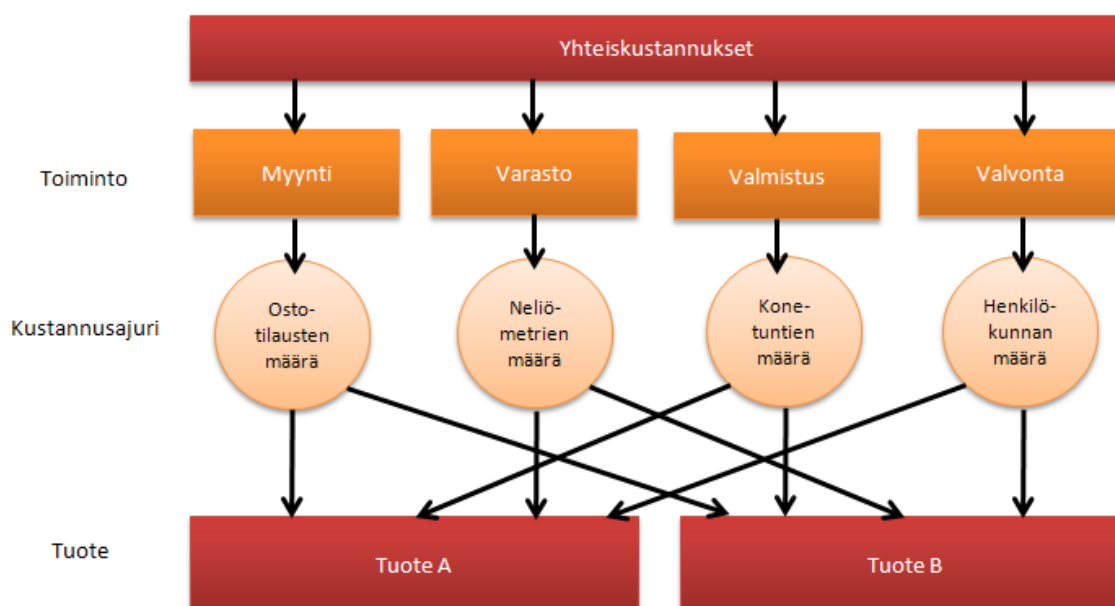 Yhteiskustannukset
Toiminto
Myynti
Varasto
Valmistus
Valvonta
Kustannusajuri
Osto-
tilausten
määrä
Neliö-
metrien
määrä
Kone-
tuntien
määrä
Henkilö-
kunnan
määrä
Tuote
Tuote A
Tuote B